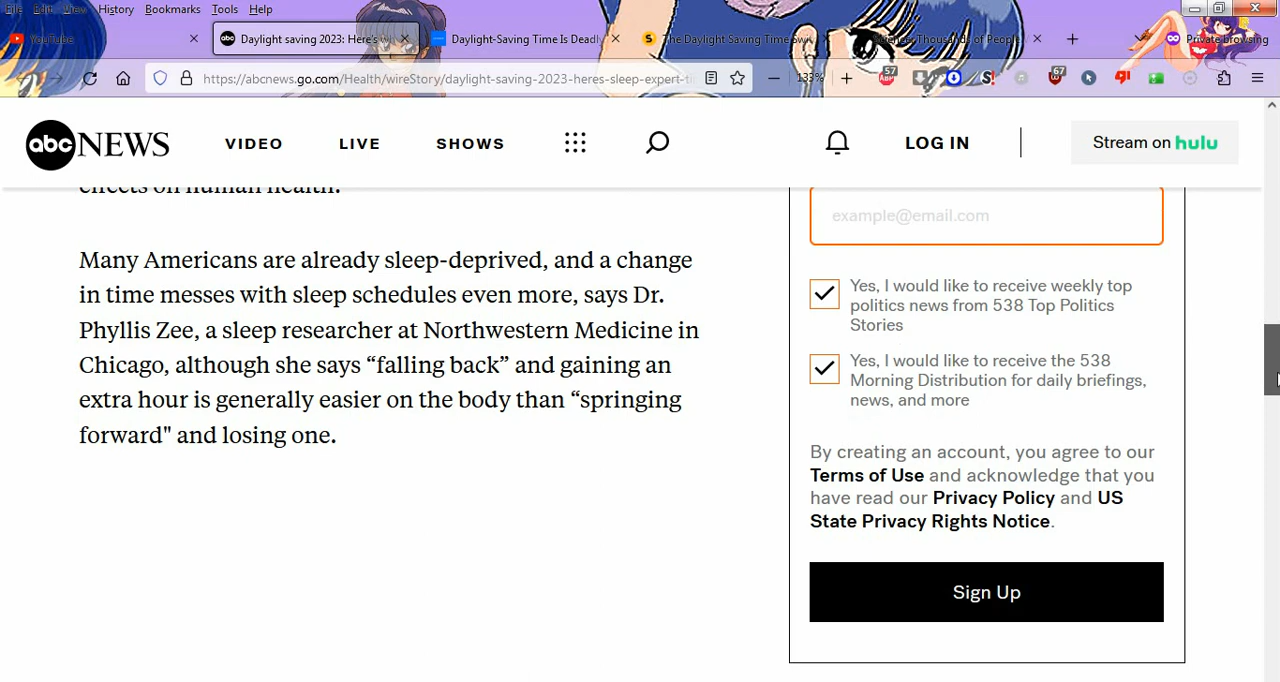 File Edit View History Bookmarks Tools Help
YouTube
Daylight saving 2023: Here's
Daylight-Saving Time Is Deadly
The Daylight Saving Time Sw
Thousands of People
Private browsing
https://abcnews.go.com/Health/wireStory/daylight-saving-2023-heres-sleep-expert-ti
133%
57
67
abc NEWS
VIDEO
LIVE
SHOWS
LOG IN
Stream on hulu
effects on human health.
Many Americans are already sleep-deprived, and a change
in time messes with sleep schedules even more, says Dr.
Phyllis Zee, a sleep researcher at Northwestern Medicine in
Chicago, although she says “falling back” and gaining an
extra hour is generally easier on the body than “springing
forward" and losing one.
example@email.com
Yes, I would like to receive weekly top
politics news from 538 Top Politics
Stories
Yes, I would like to receive the 538
Morning Distribution for daily briefings,
news, and more
By creating an account, you agree to our
Terms of Use and acknowledge that you
have read our Privacy Policy and US
State Privacy Rights Notice.
Sign Up